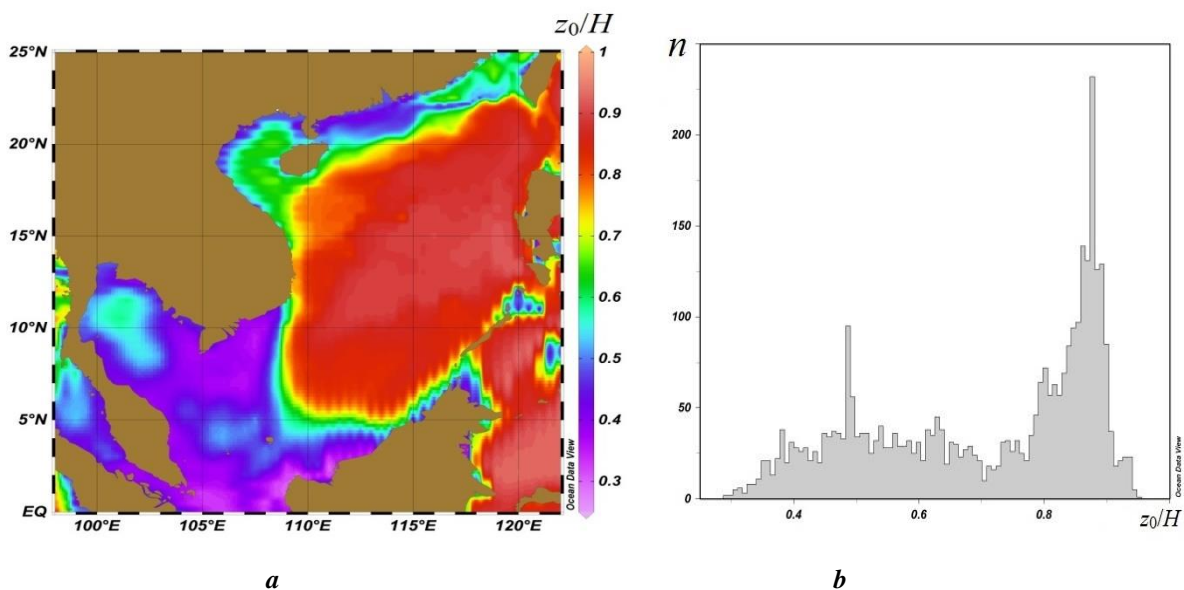 z₀/H
25°N
20°N
15°N
10°N
5°N
EQ
100°E 105°E 110°E 115°E 120°E
1
0.9
0.8
0.7
0.6
0.5
0.4
0.3
Ocean Data View
a
n
200
150
100
50
0
0.4 0.6 0.8 z₀/H
Ocean Data View
b